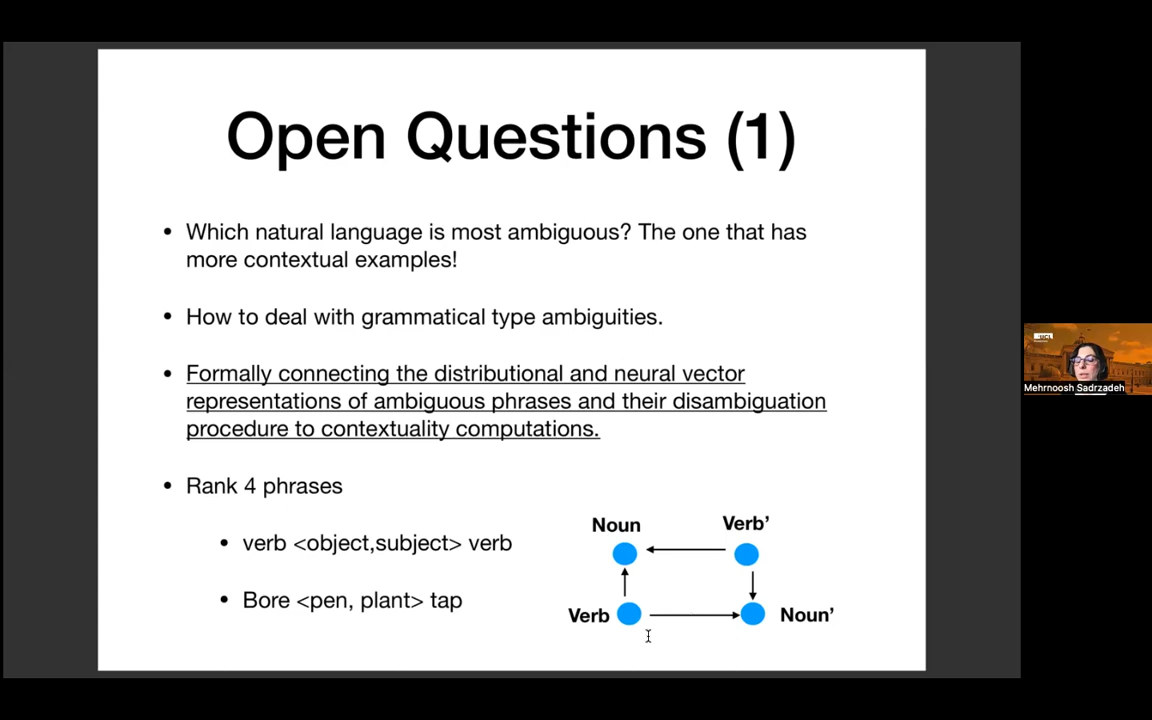 Open Questions (1)
• Which natural language is most ambiguous? The one that has
more contextual examples!
• How to deal with grammatical type ambiguities.
• Formally connecting the distributional and neural vector
representations of ambiguous phrases and their disambiguation
procedure to contextuality computations.
• Rank 4 phrases
• verb <object,subject> verb
• Bore <pen, plant> tap
Noun Verb’
Verb Noun’
UCL
Mehrnoosh Sadrzadeh